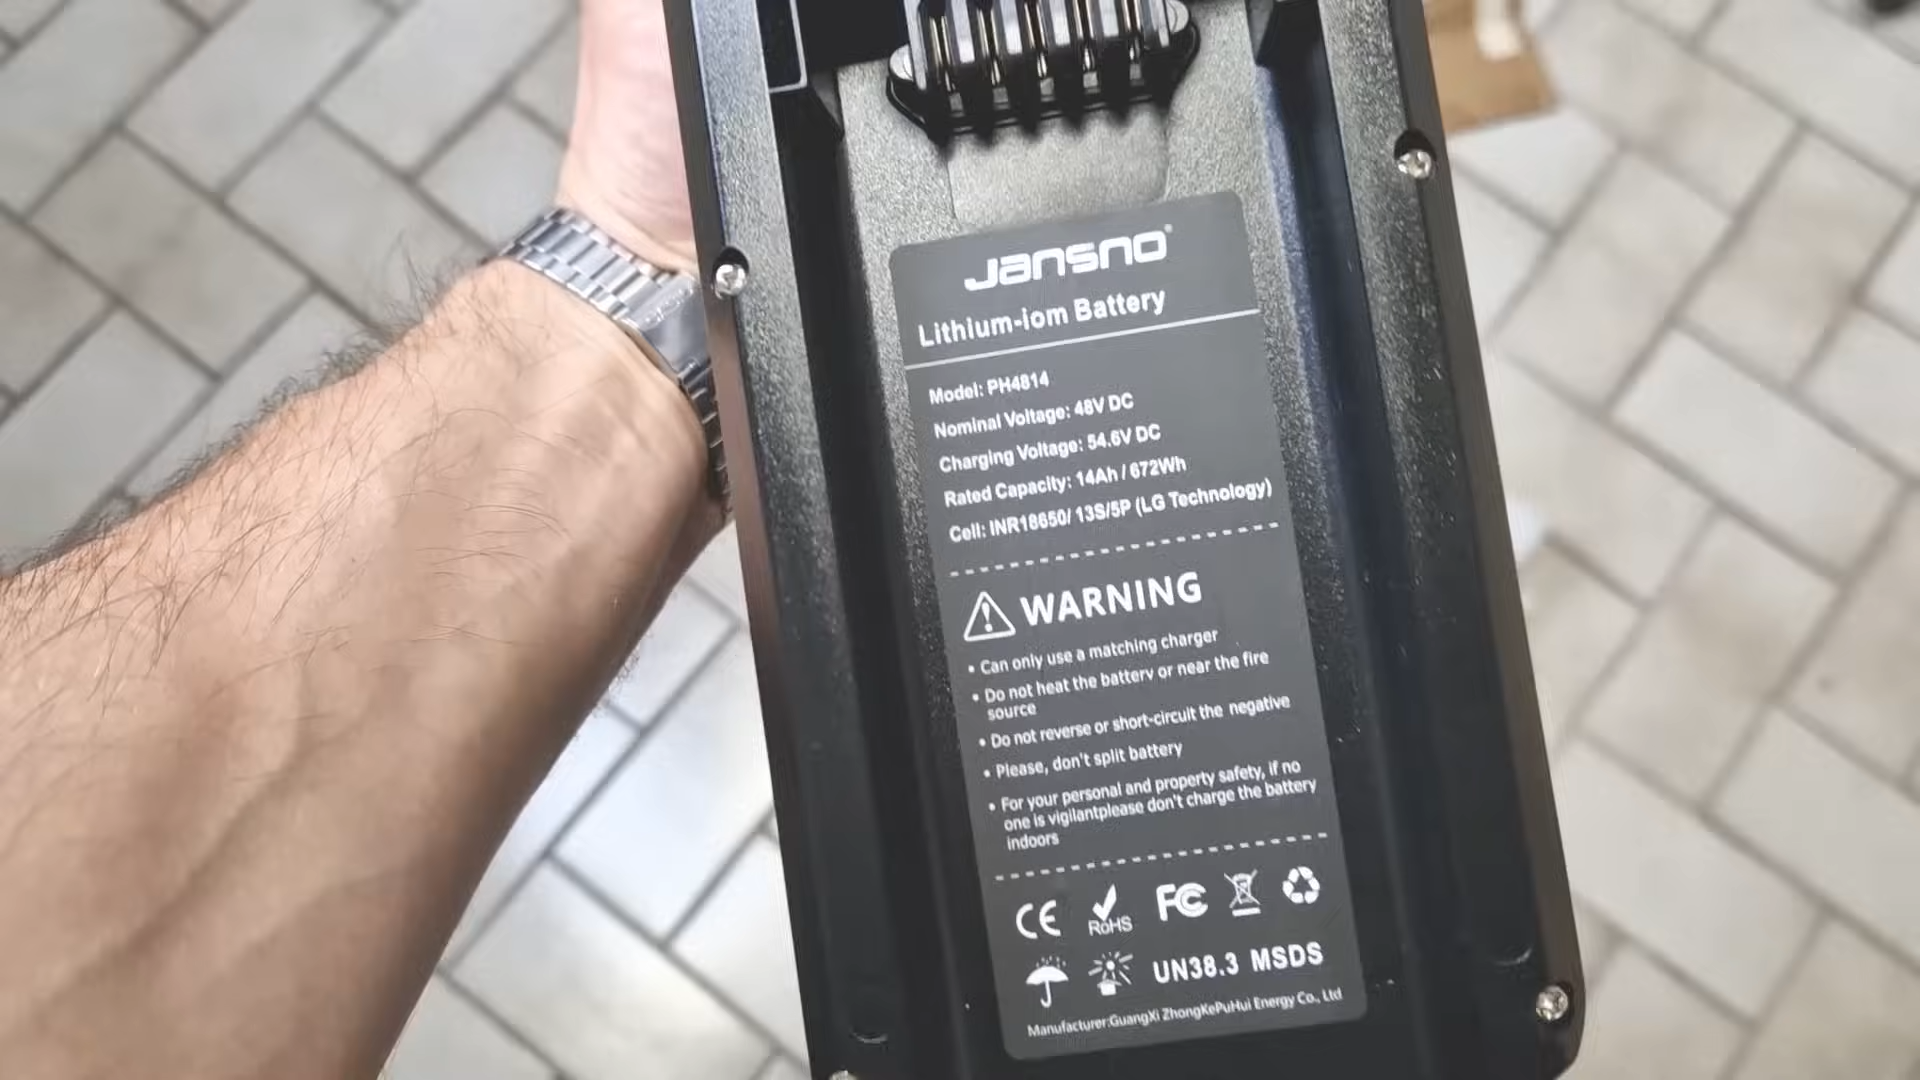 Jansno®
Lithium-iom Battery
Model: PH4814
Nominal Voltage: 48V DC
Charging Voltage: 54.6V DC
Rated Capacity: 14Ah / 672Wh
Cell: INR18650/ 13S/5P (LG Technology)
WARNING
• Can only use a matching charger
• Do not heat the battery or near the fire
source
• Do not reverse or short-circuit the negative
• Please, don't split battery
• For your personal and property safety, if no
one is vigilantplease don't charge the battery
indoors
CE RoHS FC
UN38.3 MSDS
Manufacturer:GuangXi ZhongKePuHui Energy Co., Ltd